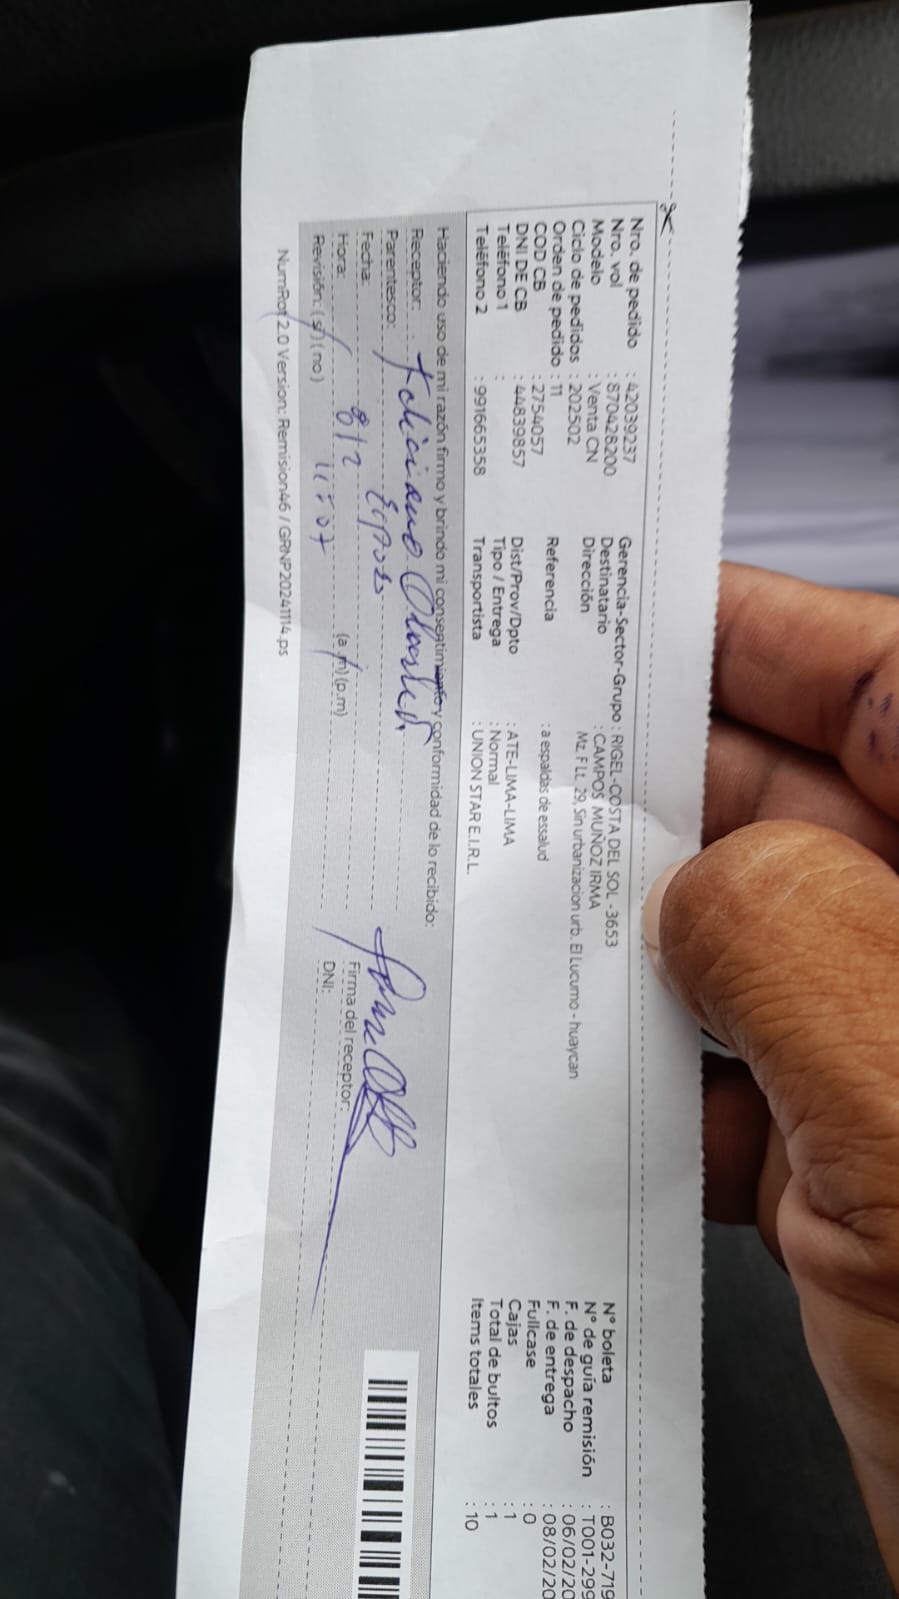 Nro. de pedido : 42039237
Nro. vol : 870428200
Modelo : Venta CN
Ciclo de pedidos : 202502
Orden de pedido : 11
COD CB : 2754057
DNI DE CB : 44839857
Teléfono 1 :
Teléfono 2 : 991665358
Gerencia-Sector-Grupo : RIGEL-COSTA DEL SOL -3653
Destinatario : CAMPOS MUÑOZ IRMA
Dirección Mz. F Lt. 29, Sin urbanizacion urb. El Lucumo - huaycan
Referencia : a espaldas de essalud
Dist/Prov/Dpto : ATE-LIMA-LIMA
Tipo / Entrega : Normal
Transportista : UNION STAR E.I.R.L.
N° boleta : B032-719
N° de guía remisión : T001-299
F. de despacho : 06/02/20
F. de entrega : 08/02/20
Fullcase : 0
Cajas : 1
Total de bultos : 1
Items totales : 10
Haciendo uso de mi razón firmo y brindo mi consentimiento y conformidad de lo recibido:
Receptor: Feliciano
Parentesco: Esposo
Fecha: 8/2
Hora: 11:07 (a.m) (p.m)
Revisión: (si) (no)
Firma del receptor:
DNI:
NumRot 2.0 Version: Remision46 / GRNP20241114.ps